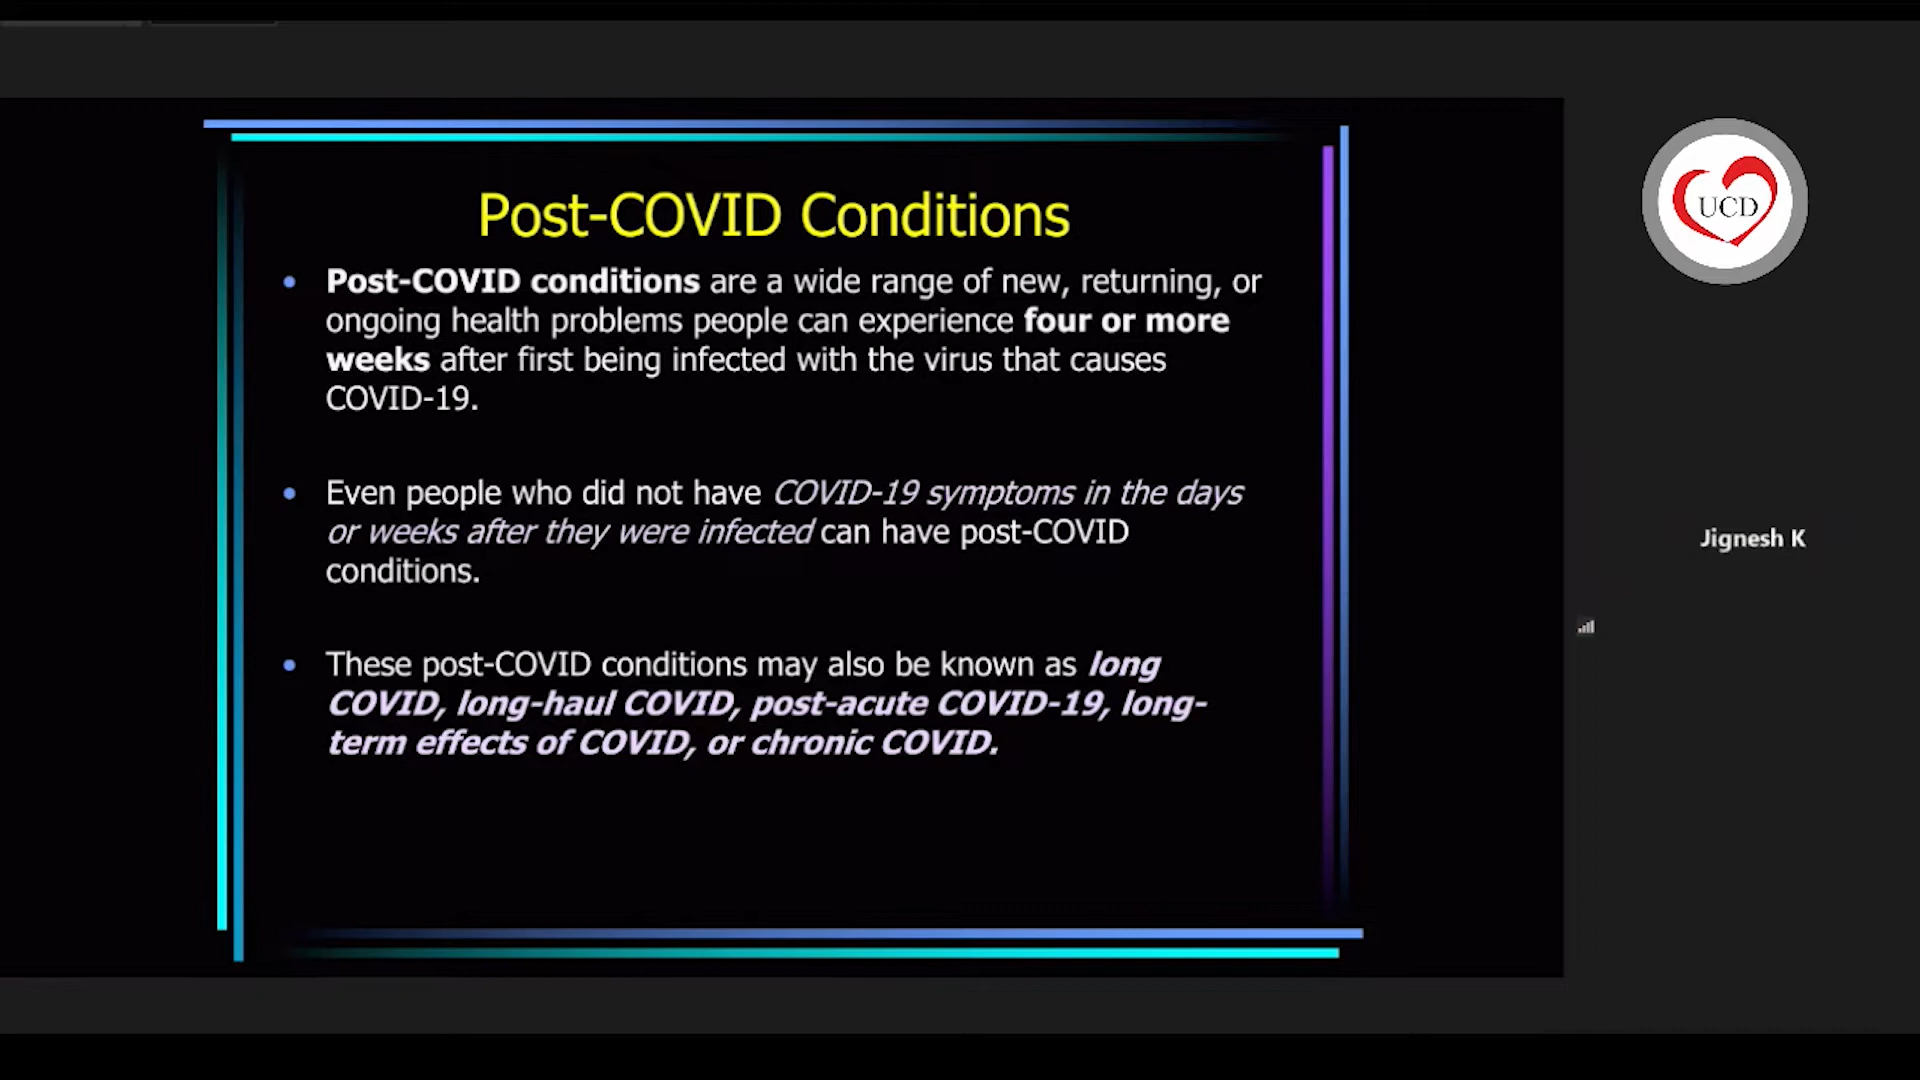 Post-COVID Conditions
• Post-COVID conditions are a wide range of new, returning, or
ongoing health problems people can experience four or more
weeks after first being infected with the virus that causes
COVID-19.
• Even people who did not have COVID-19 symptoms in the days
or weeks after they were infected can have post-COVID
conditions.
• These post-COVID conditions may also be known as long
COVID, long-haul COVID, post-acute COVID-19, long-
term effects of COVID, or chronic COVID.
UCD
Jignesh K